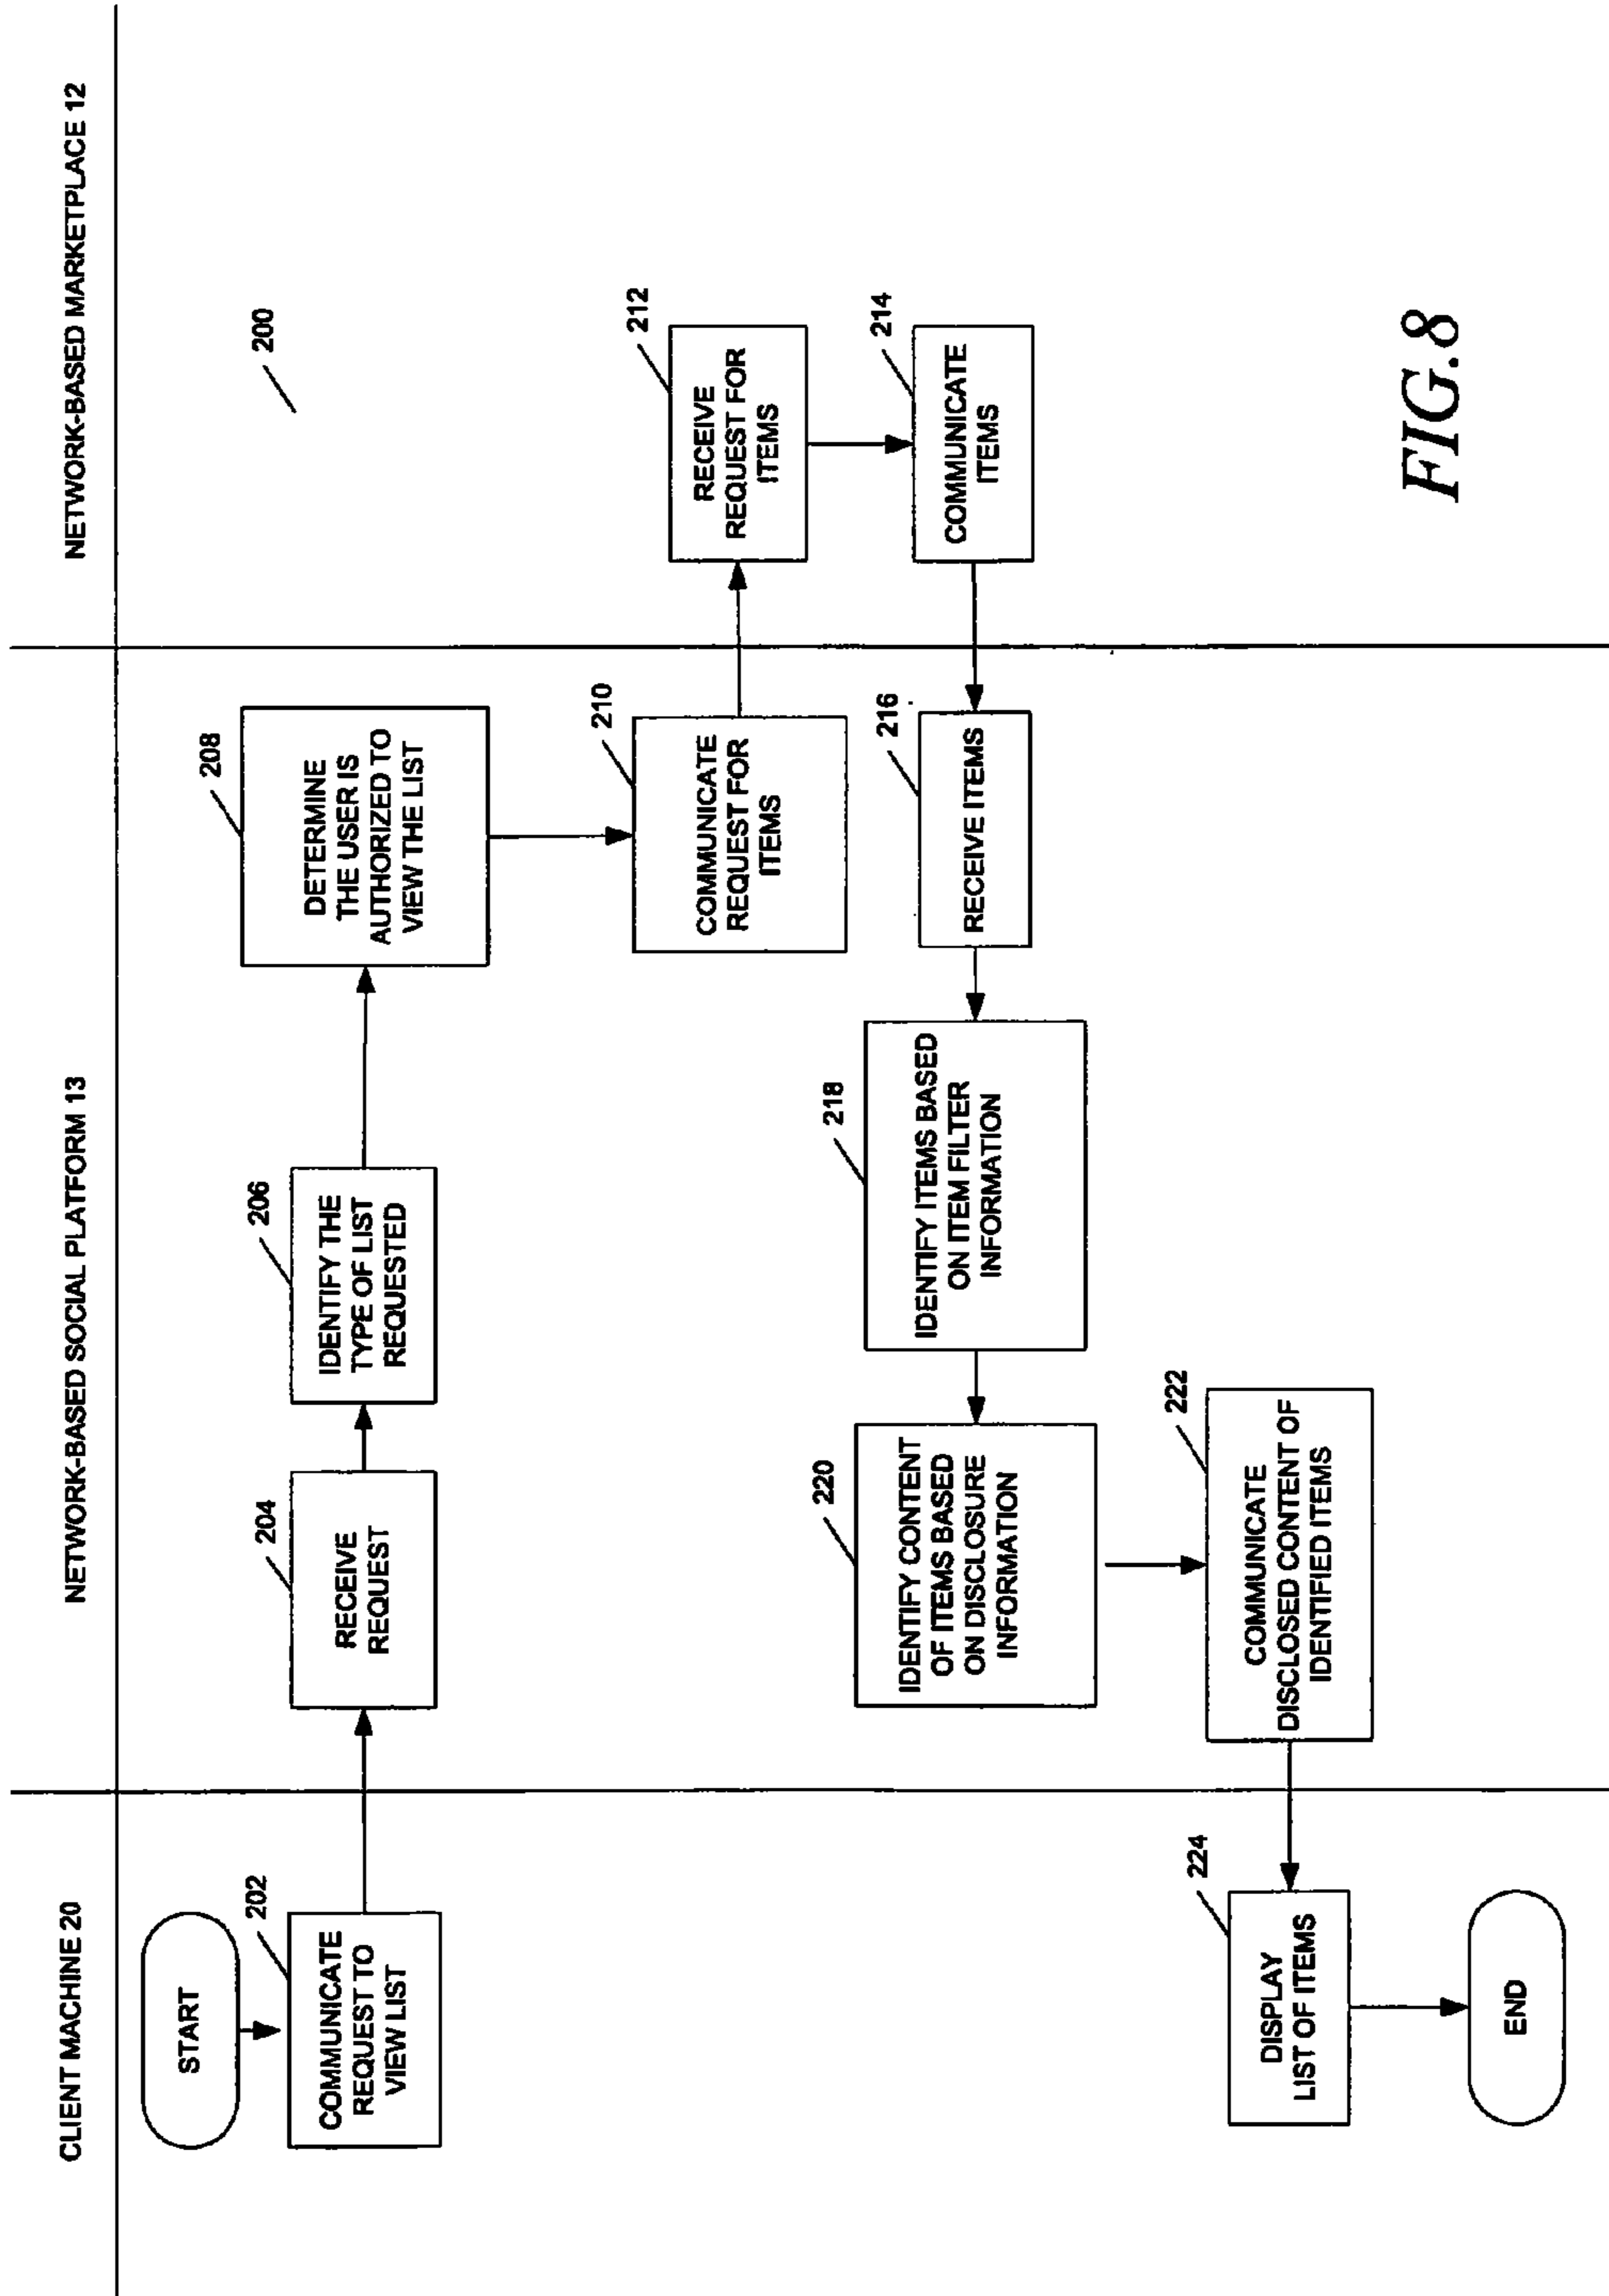 CLIENT MACHINE 20
NETWORK-BASED SOCIAL PLATFORM 13
NETWORK-BASED MARKETPLACE 12
200
START
202
COMMUNICATE
REQUEST TO
VIEW LIST
204
RECEIVE
REQUEST
206
IDENTIFY THE
TYPE OF LIST
REQUESTED
208
DETERMINE
THE USER IS
AUTHORIZED TO
VIEW THE LIST
210
COMMUNICATE
REQUEST FOR
ITEMS
212
RECEIVE
REQUEST FOR
ITEMS
214
COMMUNICATE
ITEMS
216
RECEIVE ITEMS
218
IDENTIFY ITEMS BASED
ON ITEM FILTER
INFORMATION
220
IDENTIFY CONTENT
OF ITEMS BASED
ON DISCLOSURE
INFORMATION
222
COMMUNICATE
DISCLOSED CONTENT OF
IDENTIFIED ITEMS
224
DISPLAY
LIST OF ITEMS
END
FIG.8